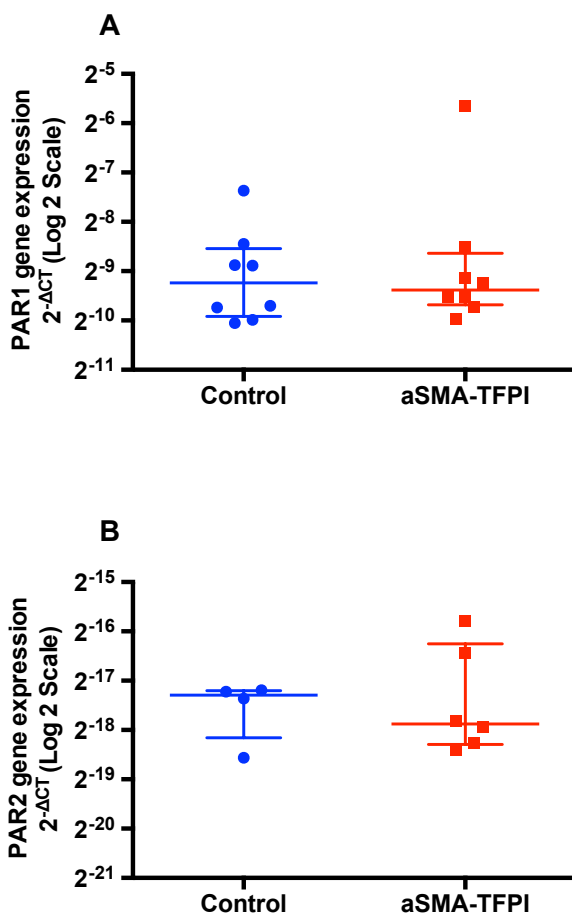 A
PAR1 gene expression
2^-ΔCT (Log 2 Scale)
2^-5
2^-6
2^-7
2^-8
2^-9
2^-10
2^-11
Control aSMA-TFPI
B
PAR2 gene expression
2^-ΔCT (Log 2 Scale)
2^-15
2^-16
2^-17
2^-18
2^-19
2^-20
2^-21
Control aSMA-TFPI